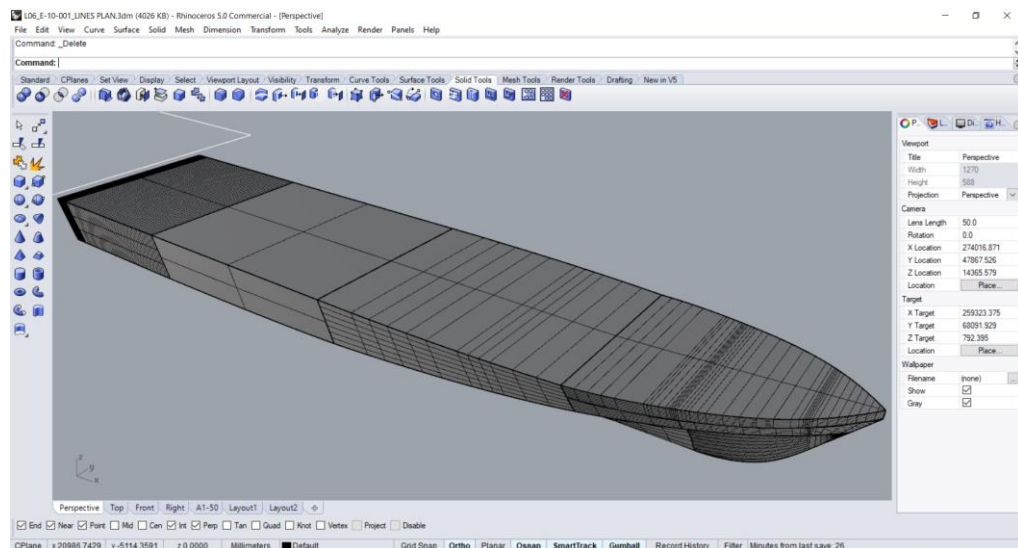 L06_E-10-001_LINES PLAN.3dm (4026 KB) - Rhinoceros 5.0 Commercial - [Perspective]
File Edit View Curve Surface Solid Mesh Dimension Transform Tools Analyze Render Panels Help
Command: _Delete
Command:
Standard CPlanes Set View Display Select Viewport Layout Visibility Transform Curve Tools Surface Tools Solid Tools Mesh Tools Render Tools Drafting New in V5
P.. L.. Di.. H..
Viewport
Title Perspective
Width 1270
Height 588
Projection Perspective
Camera
Lens Length 50.0
Rotation 0.0
X Location 274016.871
Y Location 47867.526
Z Location 14365.579
Location Place...
Target
X Target 259323.375
Y Target 68091.929
Z Target 792.395
Location Place...
Wallpaper
Filename (none) ...
Show
Gray
z
y
x
Perspective Top Front Right A1-50 Layout1 Layout2
End Near Point Mid Cen Int Perp Tan Quad Knot Vertex Project Disable
CPlane x 20986.7429 y -5114.3591 z 0.0000 Millimeters Default Grid Snap Ortho Planar Osnap SmartTrack Gumball Record History Filter Minutes from last save: 26